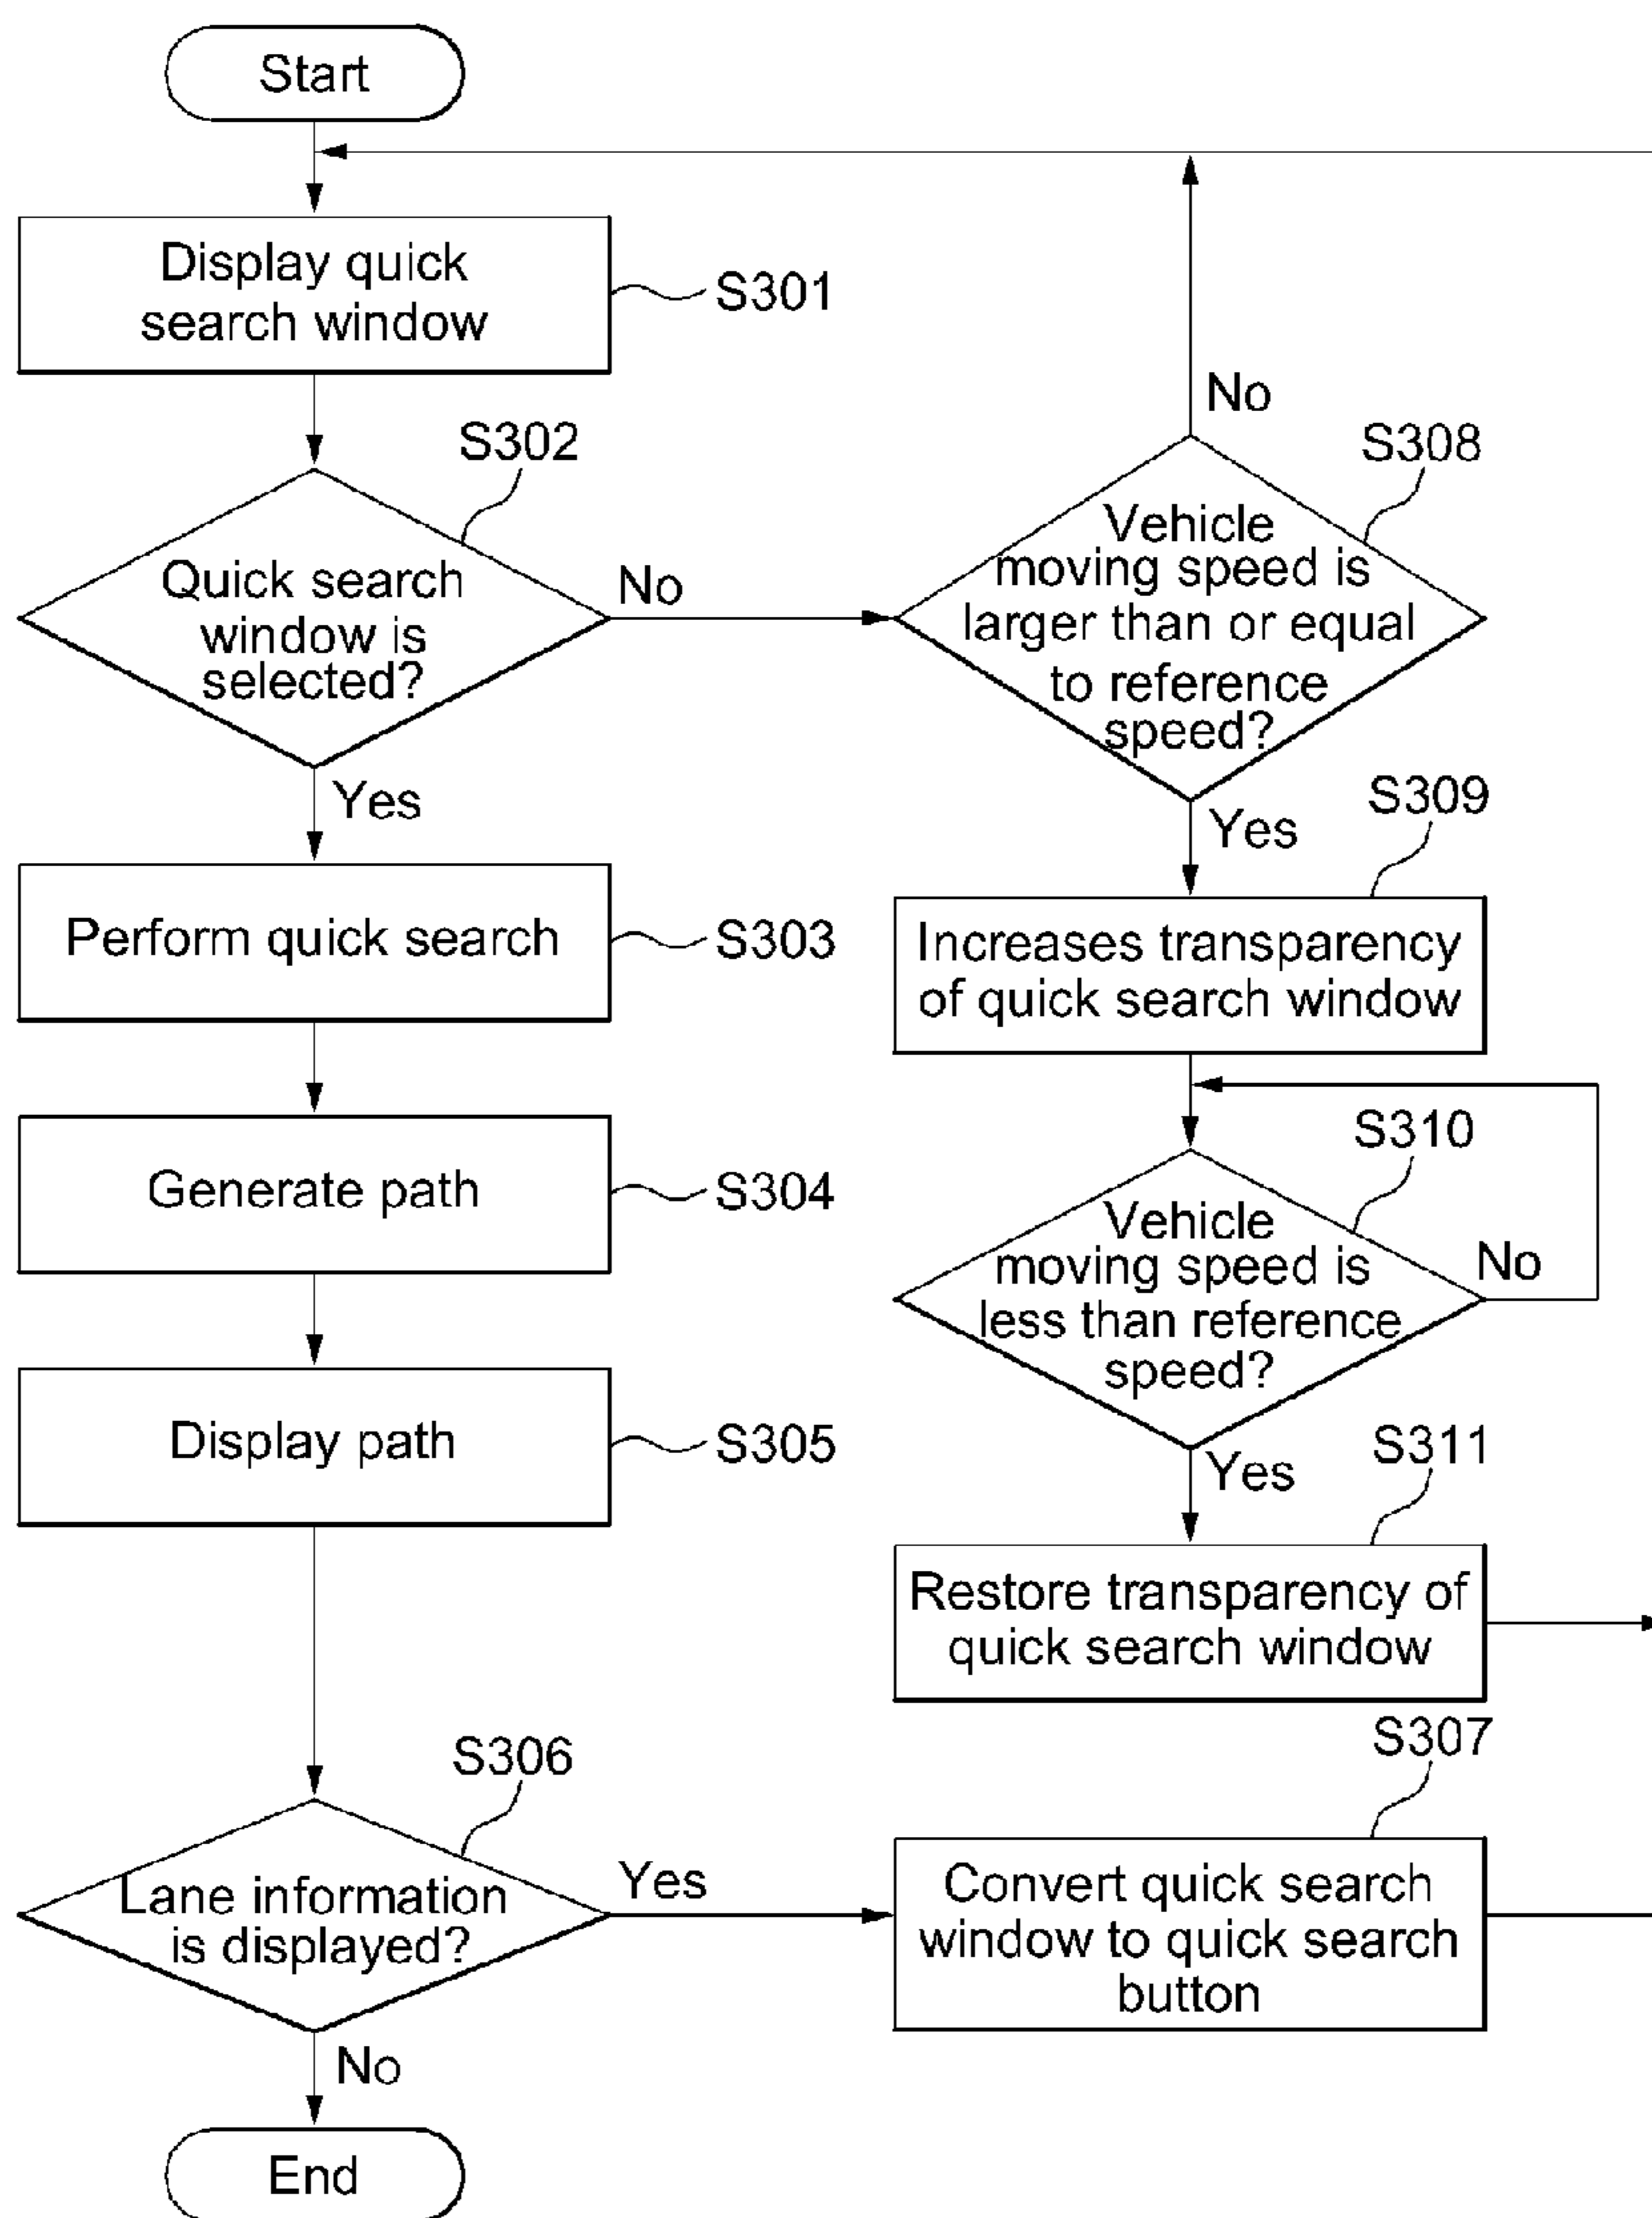 Start
Display quick
search window
S301
S302
Quick search
window is
selected?
No
Yes
Perform quick search
S303
Generate path
S304
Display path
S305
S306
Lane information
is displayed?
Yes
No
End
No
S308
Vehicle
moving speed is
larger than or equal
to reference
speed?
Yes
S309
Increases transparency
of quick search window
S310
Vehicle
moving speed is
less than reference
speed?
No
Yes
S311
Restore transparency of
quick search window
S307
Convert quick search
window to quick search
button